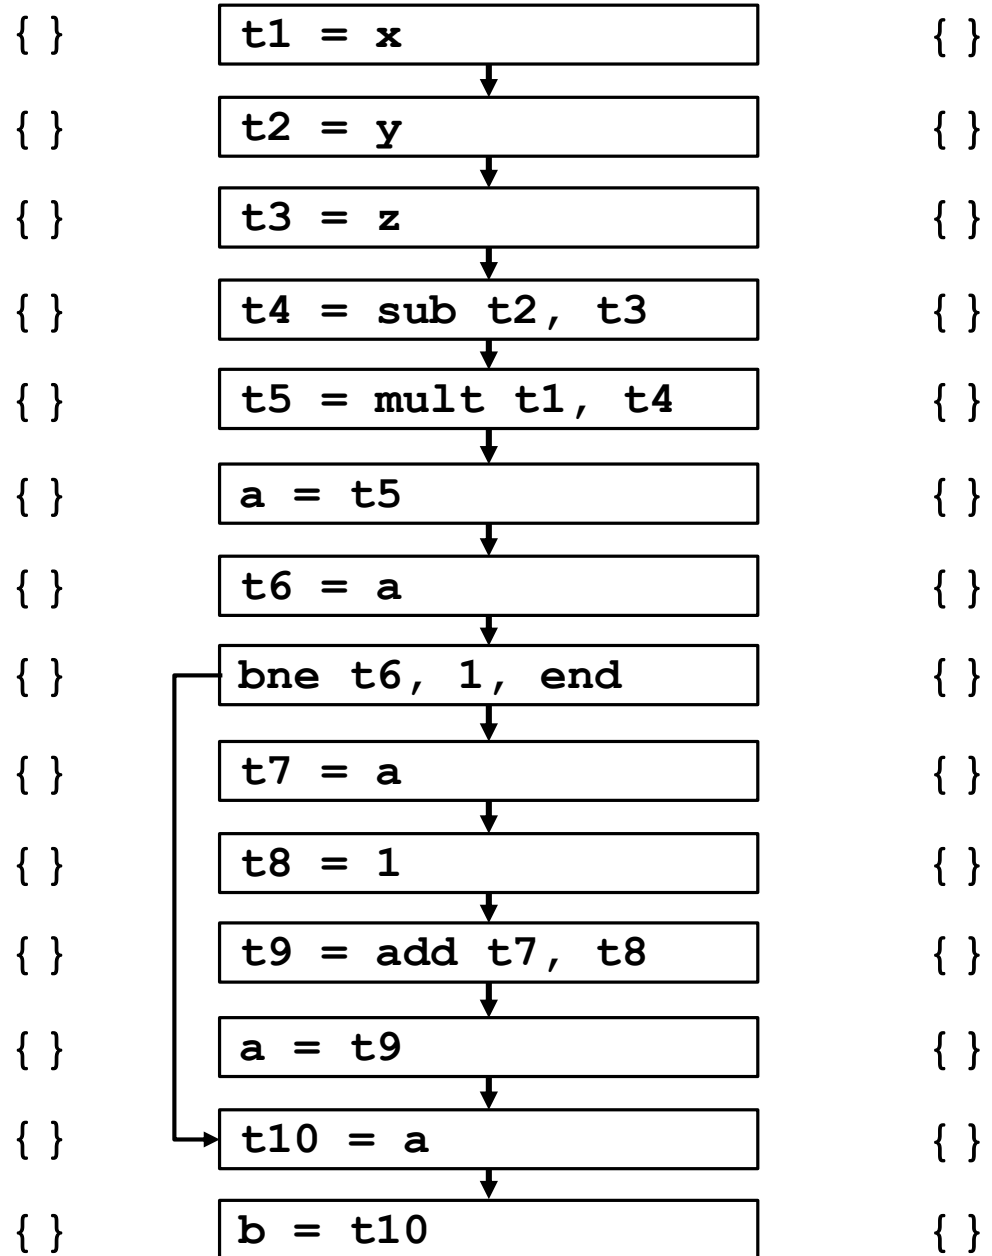 { } t1 = x { }
{ } t2 = y { }
{ } t3 = z { }
{ } t4 = sub t2, t3 { }
{ } t5 = mult t1, t4 { }
{ } a = t5 { }
{ } t6 = a { }
{ } bne t6, 1, end { }
{ } t7 = a { }
{ } t8 = 1 { }
{ } t9 = add t7, t8 { }
{ } a = t9 { }
{ } t10 = a { }
{ } b = t10 { }